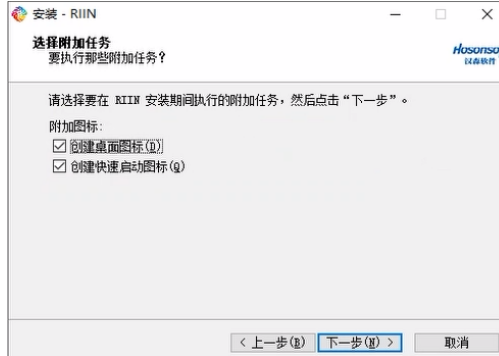 安装 - RIIN
选择附加任务
要执行那些附加任务？
Hosonso
汉森软件
请选择要在 RIIN 安装期间执行的附加任务，然后点击“下一步”。
附加图标:
创建桌面图标(D)
创建快速启动图标(Q)
< 上一步(B)
下一步(N) >
取消